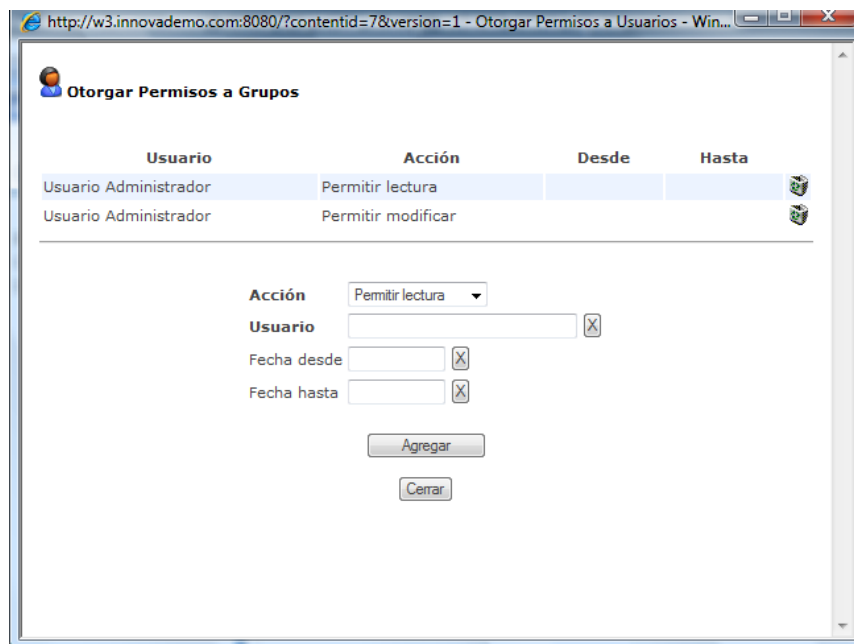 http://w3.innovademo.com:8080/?contentid=7&version=1 - Otorgar Permisos a Usuarios - Win...
Otorgar Permisos a Grupos
Usuario Acción Desde Hasta
Usuario Administrador Permitir lectura
Usuario Administrador Permitir modificar
Acción Permitir lectura
Usuario X
Fecha desde X
Fecha hasta X
Agregar
Cerrar